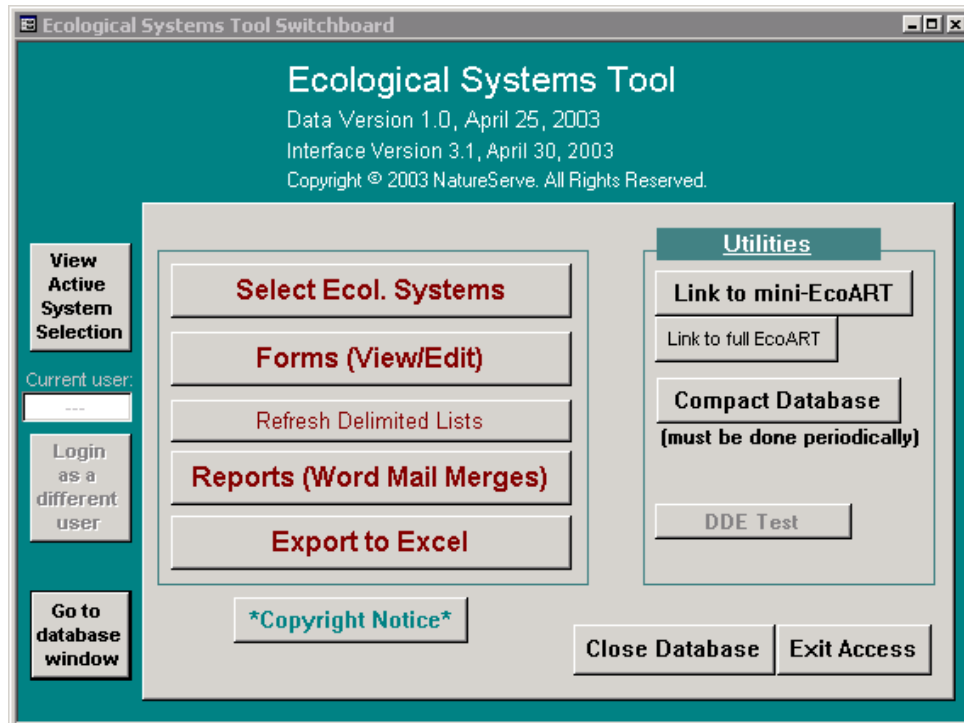 Ecological Systems Tool Switchboard
Ecological Systems Tool
Data Version 1.0, April 25, 2003
Interface Version 3.1, April 30, 2003
Copyright © 2003 NatureServe. All Rights Reserved.
View
Active
System
Selection
Current user:
---
Login
as a
different
user
Go to
database
window
Select Ecol. Systems
Forms (View/Edit)
Refresh Delimited Lists
Reports (Word Mail Merges)
Export to Excel
*Copyright Notice*
Utilities
Link to mini-EcoART
Link to full EcoART
Compact Database
(must be done periodically)
DDE Test
Close Database
Exit Access